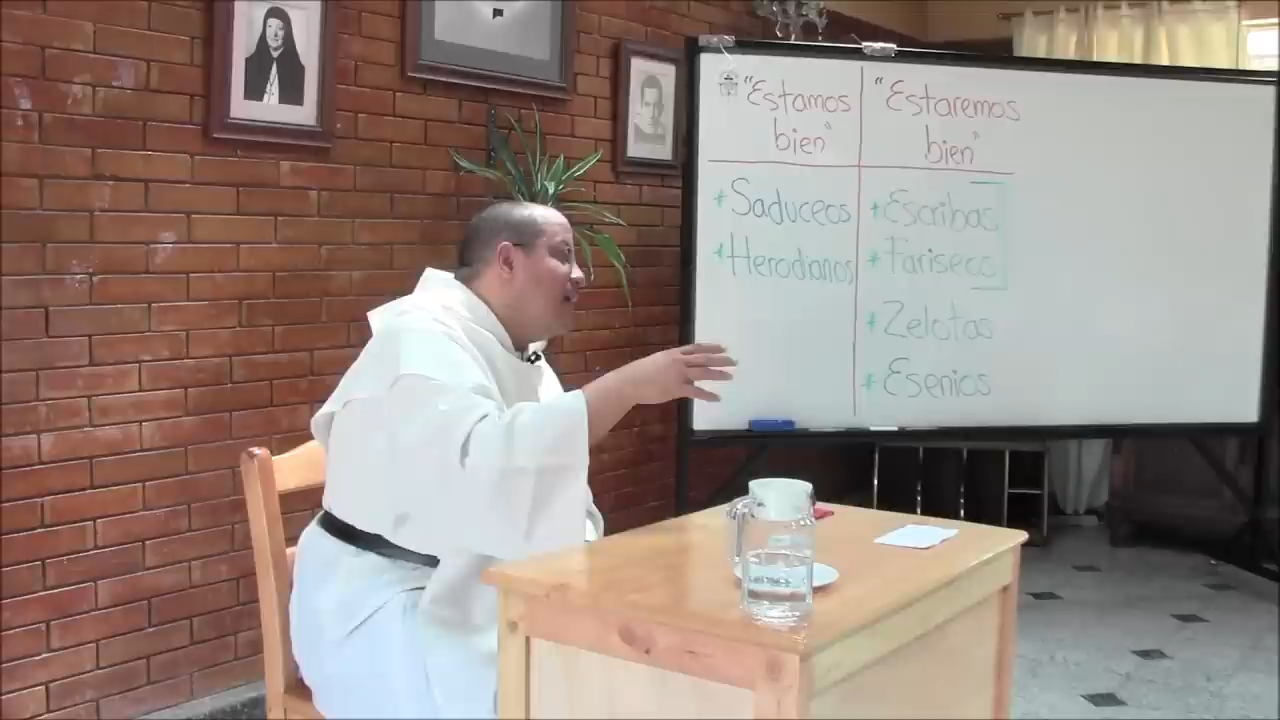 "Estamos
bien"
* Saduceos
* Herodianos
"Estaremos
bien"
* Escribas
* Fariseos
* Zelotas
* Esenios